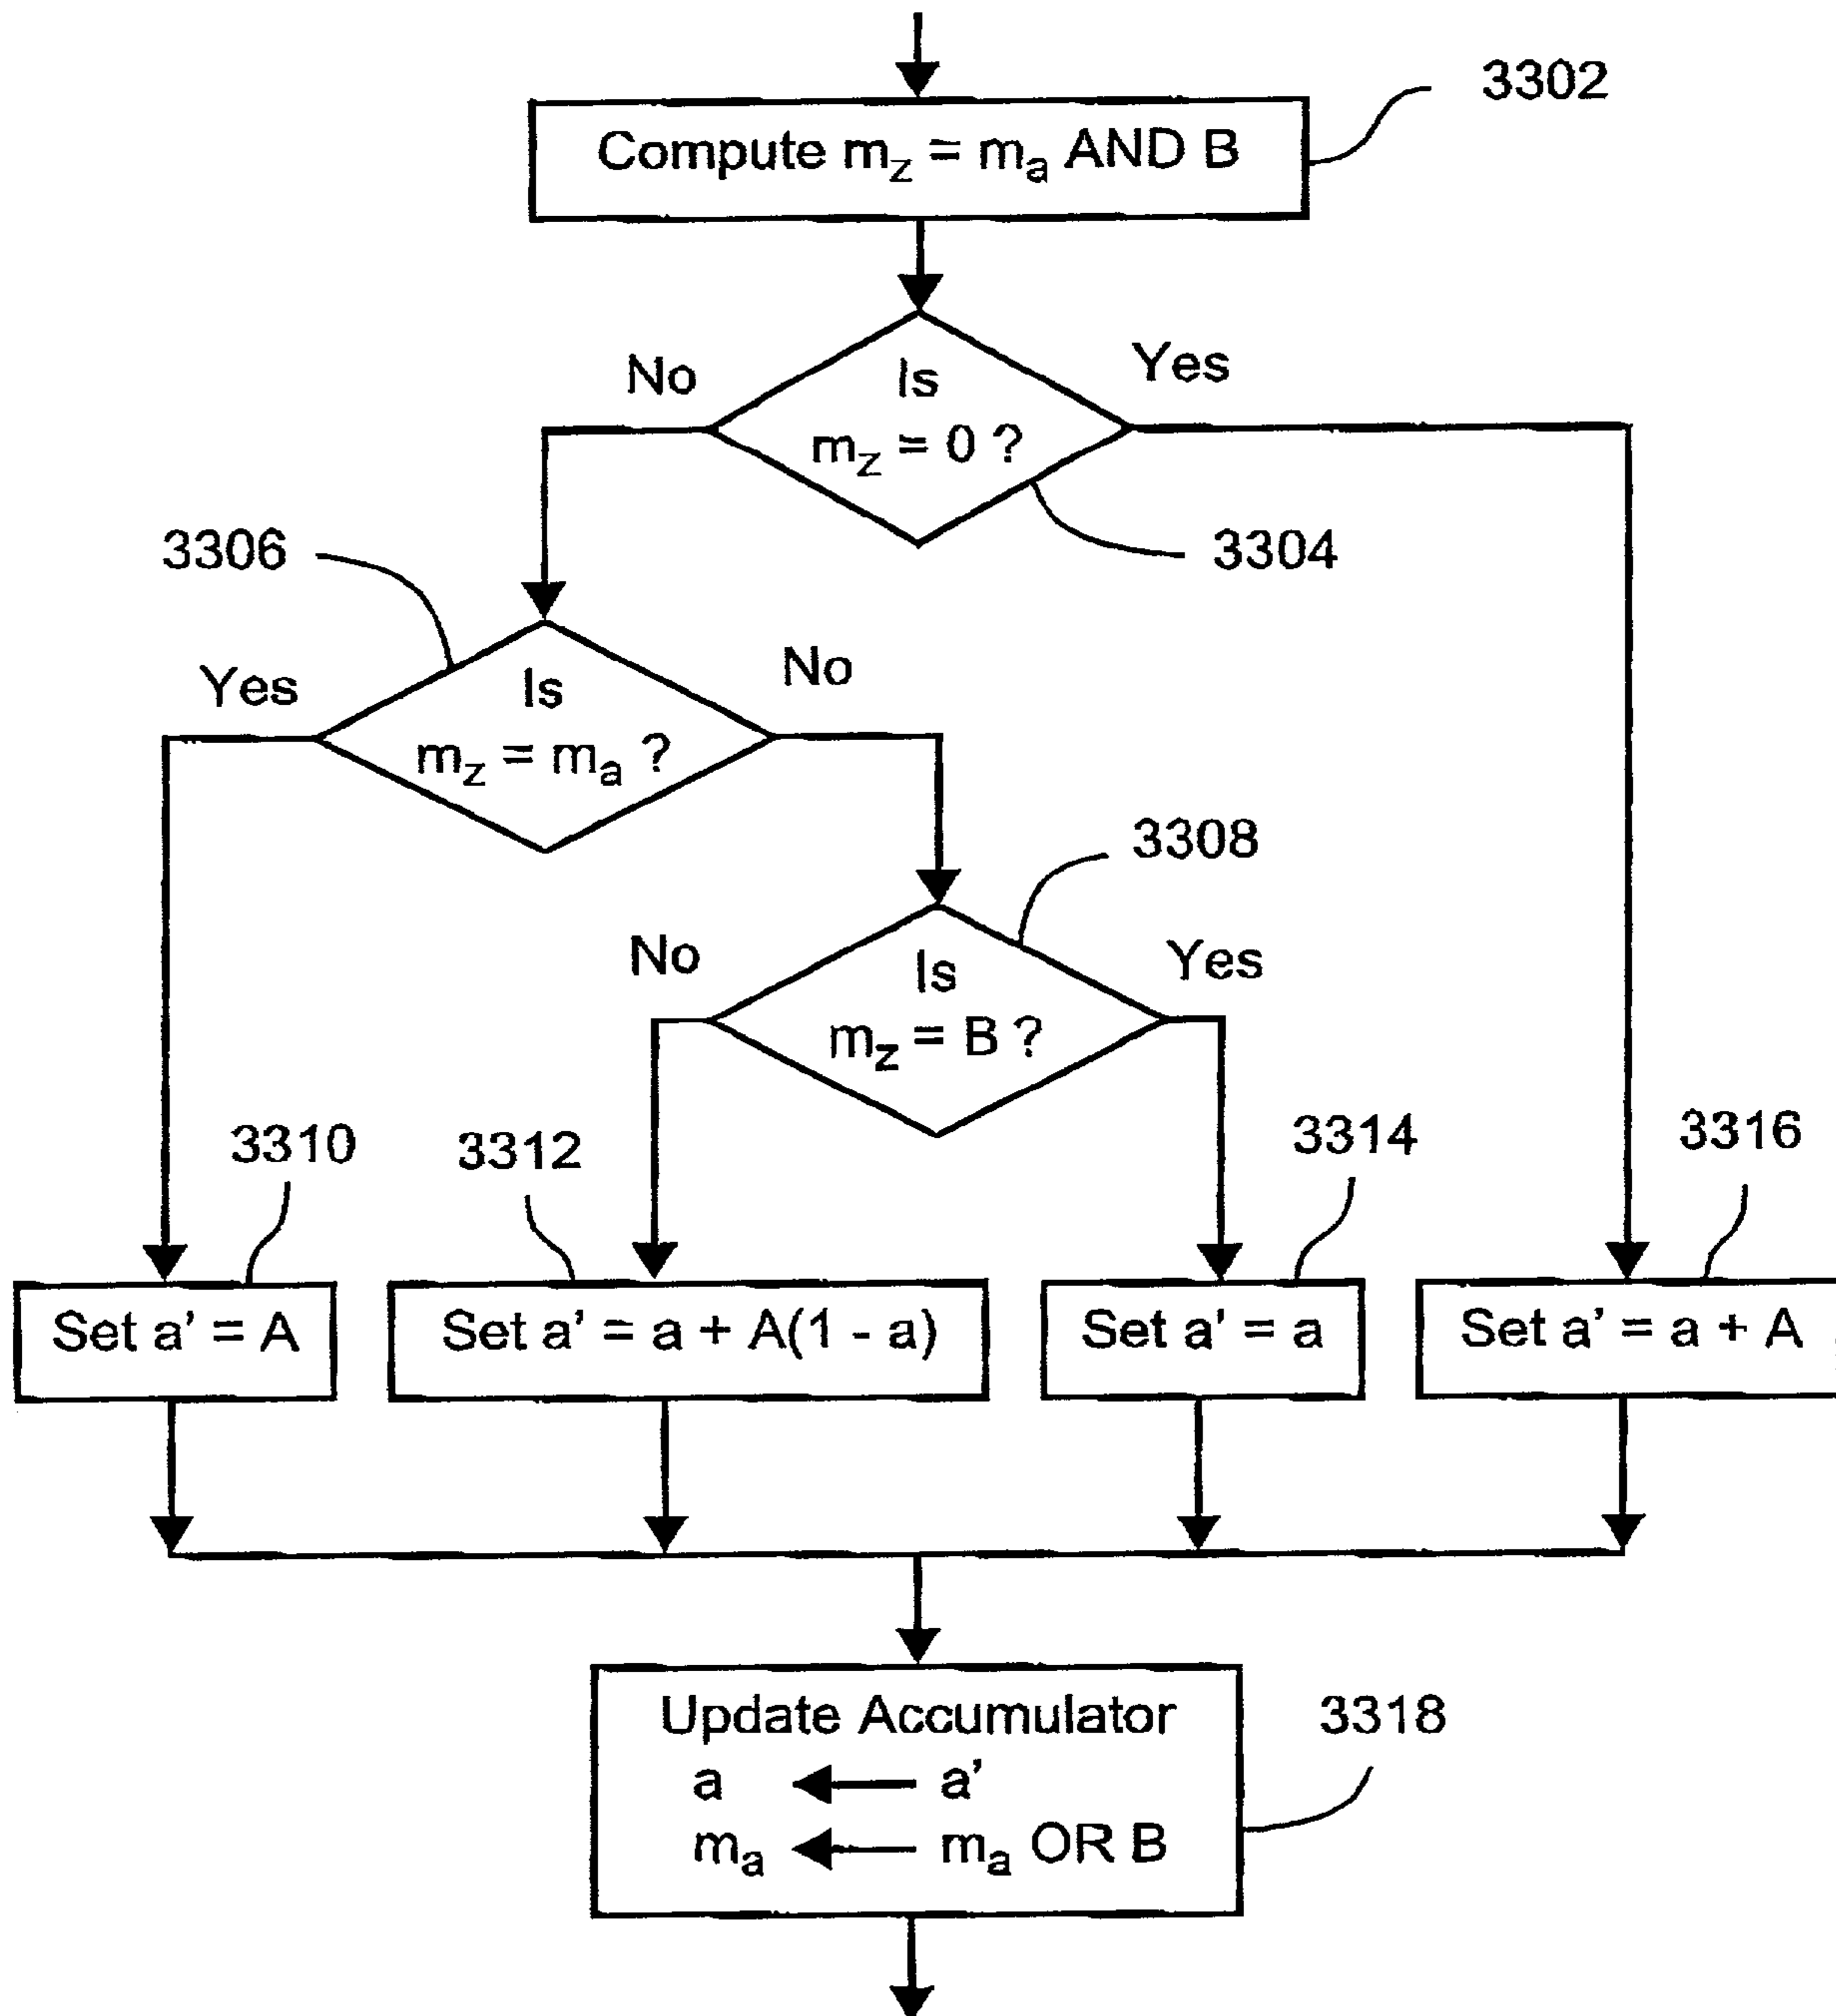 3302
Compute m_z = m_a AND B
No
Yes
Is
m_z = 0 ?
3304
3306
Yes
No
Is
m_z = m_a ?
3308
No
Yes
Is
m_z = B ?
3310
3312
3314
3316
Set a' = A
Set a' = a + A(1 - a)
Set a' = a
Set a' = a + A
Update Accumulator
3318
a ← a'
m_a ← m_a OR B